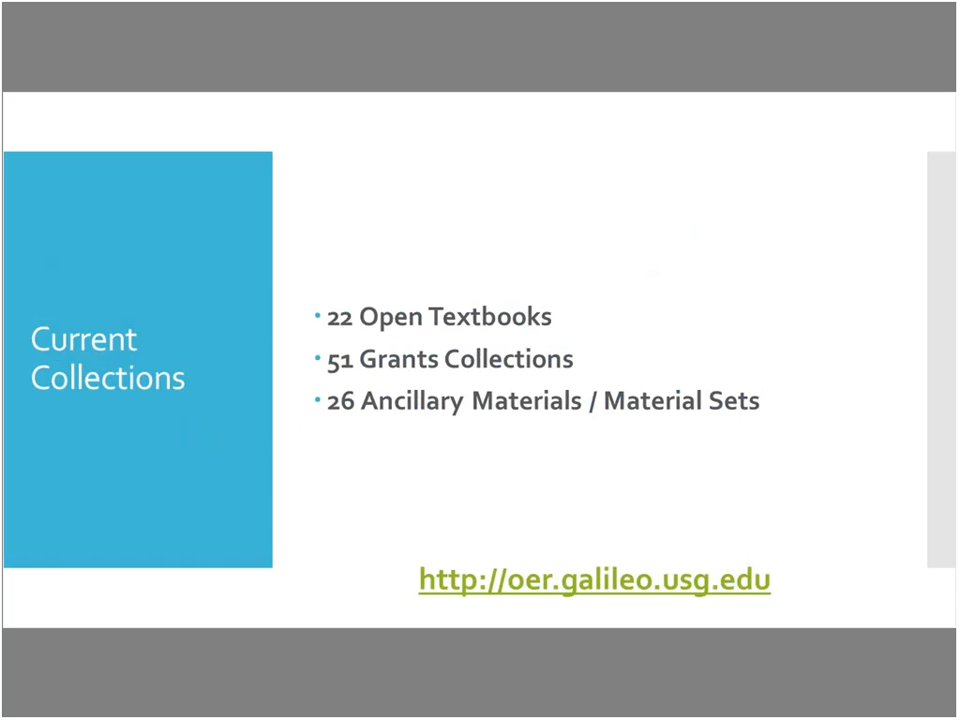 Current
Collections
• 22 Open Textbooks
• 51 Grants Collections
• 26 Ancillary Materials / Material Sets
http://oer.galileo.usg.edu